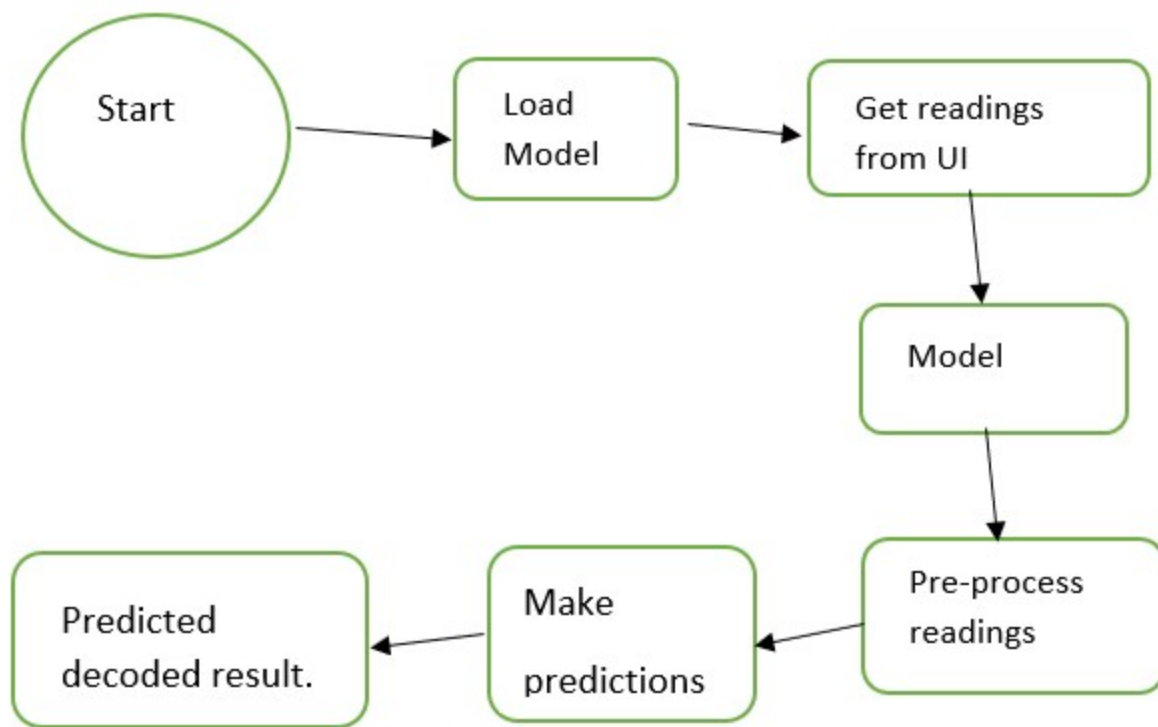 Start
Load
Model
Get readings
from UI
Model
Pre-process
readings
Make
predictions
Predicted
decoded result.